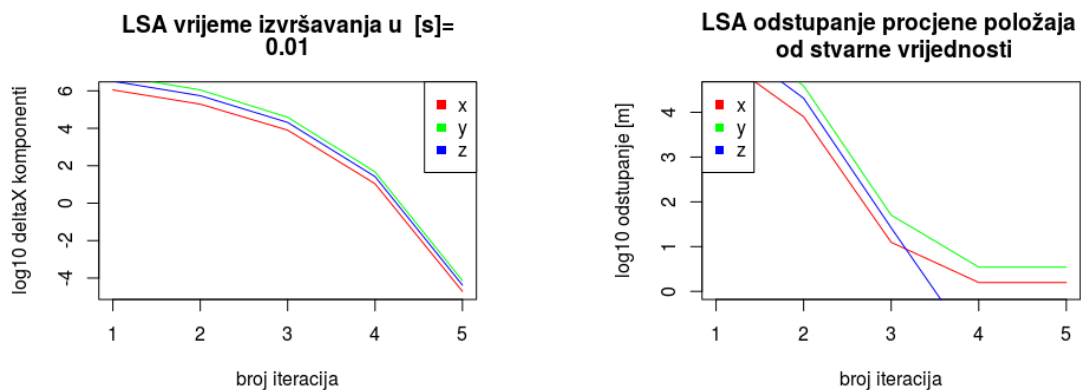 LSA vrijeme izvršavanja u [s]=
0.01
log10 deltaX komponenti
6
4
2
0
-2
-4
x
y
z
1 2 3 4 5
broj iteracija
LSA odstupanje procjene položaja
od stvarne vrijednosti
log10 odstupanje [m]
4
3
2
1
0
x
y
z
1 2 3 4 5
broj iteracija